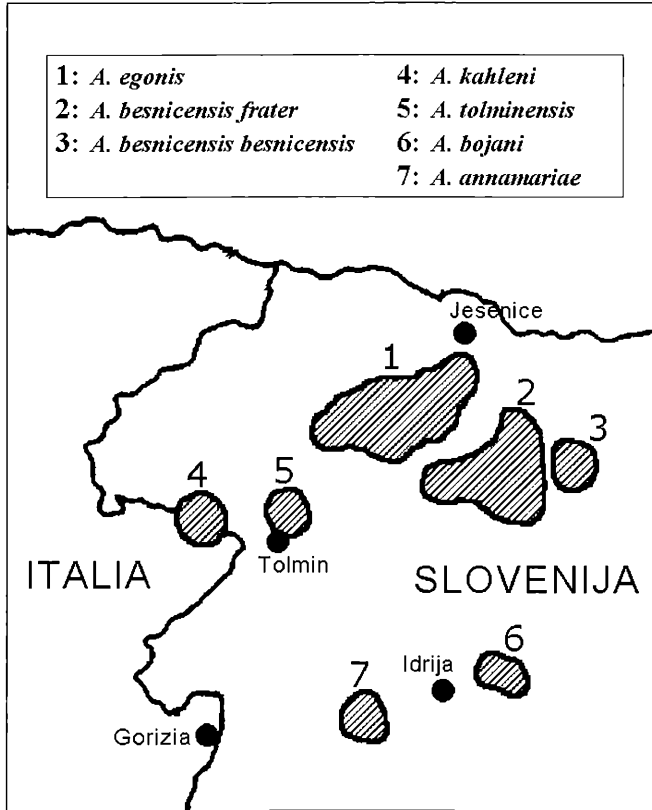 1: A. egonis
2: A. besnicensis frater
3: A. besnicensis besnicensis
4: A. kahleni
5: A. tolminensis
6: A. bojani
7: A. annamariae
Jesenice
1
2
3
4
5
Tolmin
ITALIA
SLOVENIJA
6
Idrija
7
Gorizia